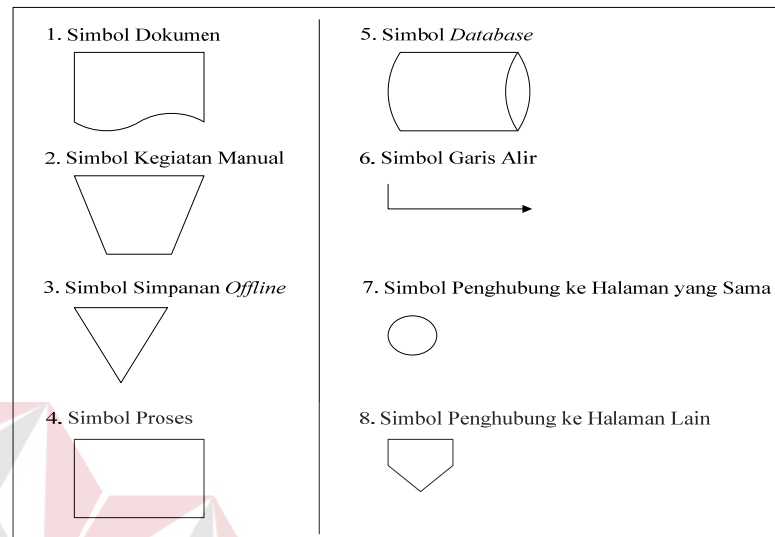 1. Simbol Dokumen
2. Simbol Kegiatan Manual
3. Simbol Simpanan Offline
4. Simbol Proses
5. Simbol Database
6. Simbol Garis Alir
7. Simbol Penghubung ke Halaman yang Sama
8. Simbol Penghubung ke Halaman Lain